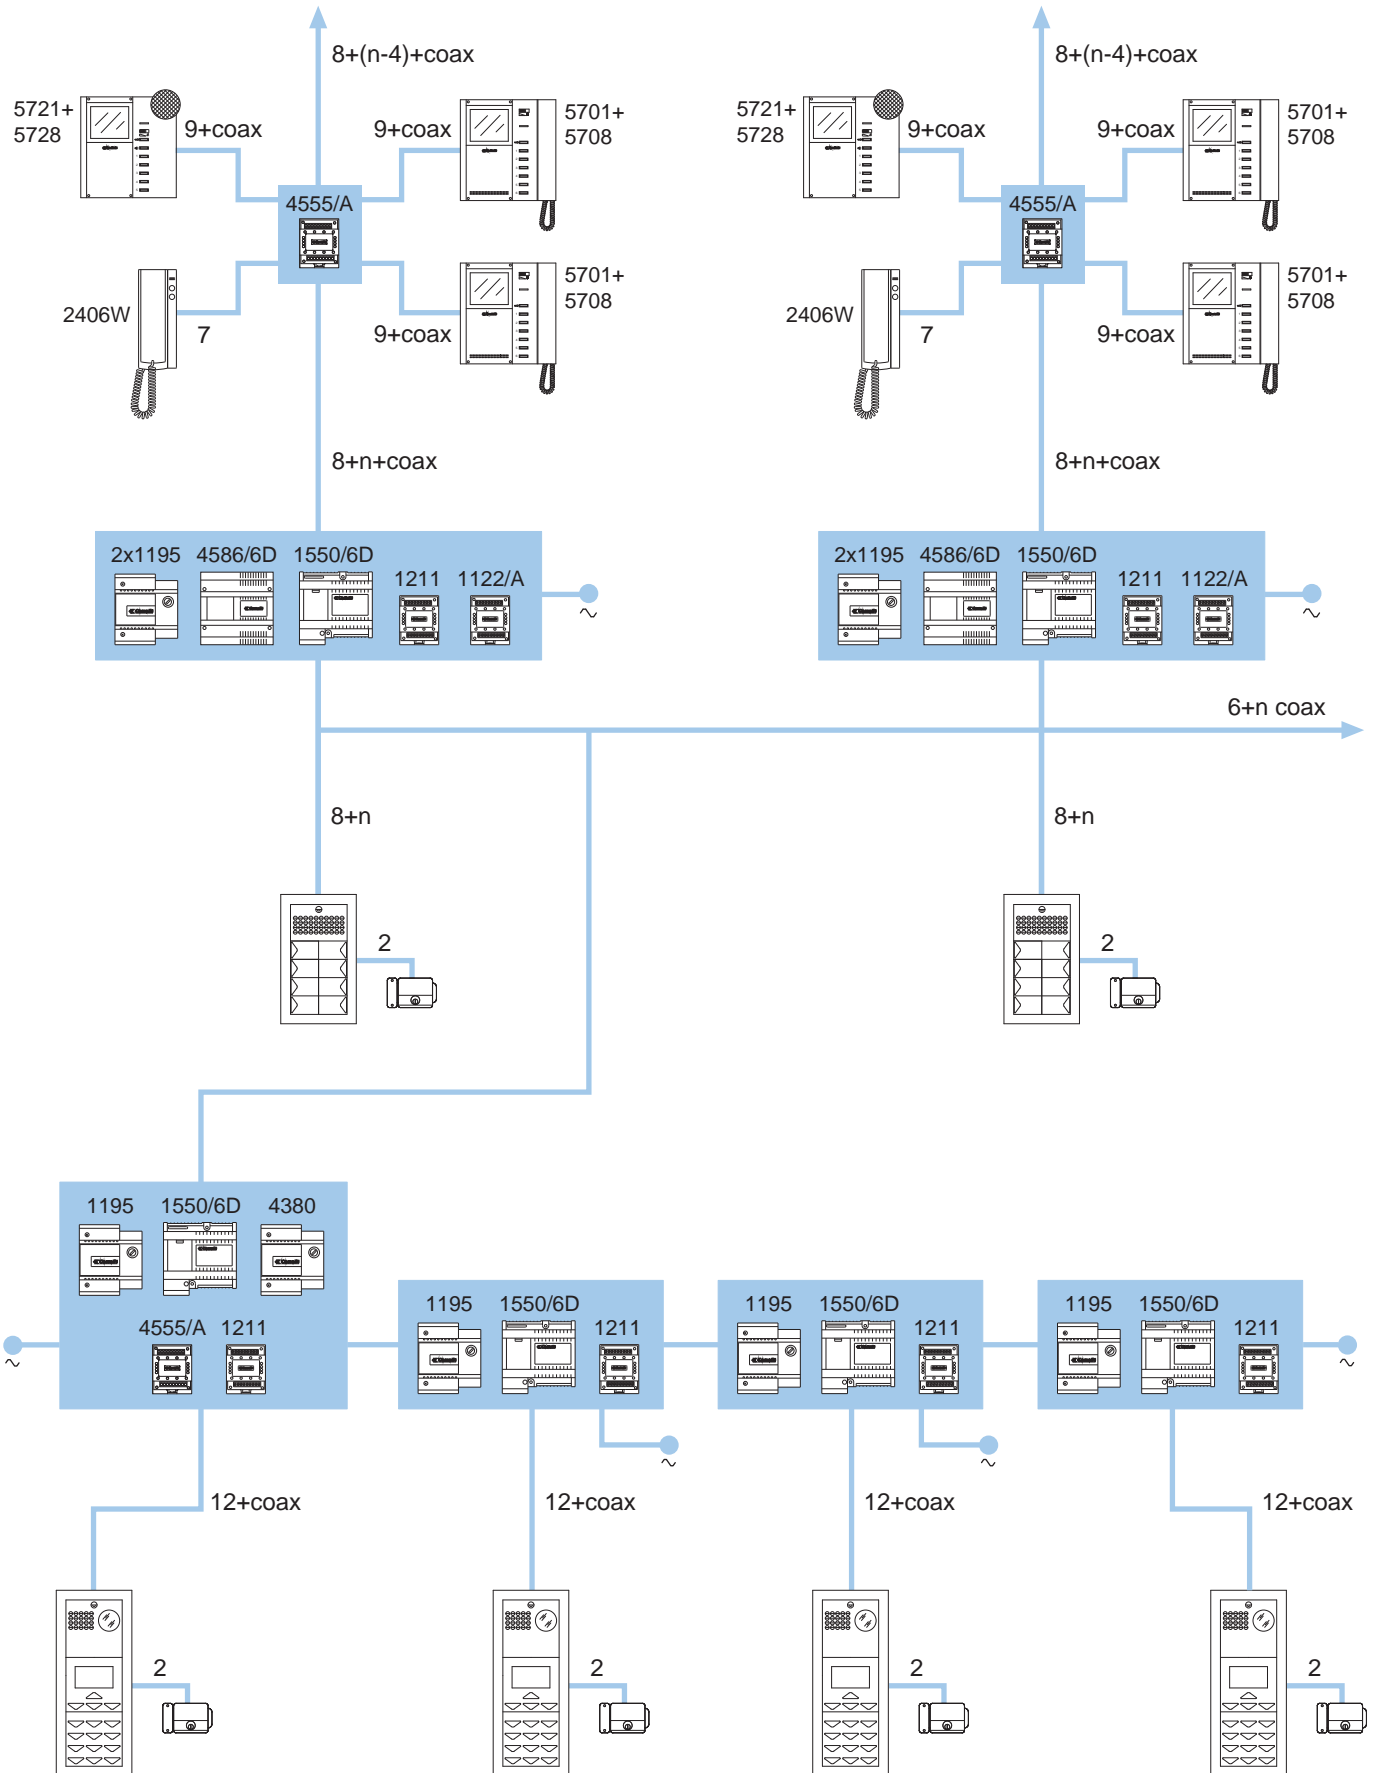 8+(n-4)+coax
8+(n-4)+coax
5721+
5728
9+coax
9+coax
5701+
5708
5721+
5728
9+coax
9+coax
5701+
5708
4555/A
4555/A
2406W
7
9+coax
5701+
5708
2406W
7
9+coax
5701+
5708
8+n+coax
8+n+coax
2x1195
4586/6D
1550/6D
1211
1122/A
~
2x1195
4586/6D
1550/6D
1211
1122/A
~
6+n coax
8+n
8+n
2
2
1195
1550/6D
4380
4555/A
1211
~
1195
1550/6D
1211
~
1195
1550/6D
1211
~
1195
1550/6D
1211
~
12+coax
12+coax
12+coax
12+coax
2
2
2
2